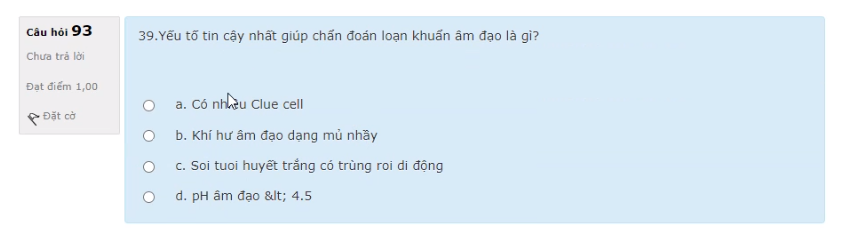 Câu hỏi 93
Chưa trả lời
Đạt điểm 1,00
Đặt cờ
39.Yếu tố tin cậy nhất giúp chẩn đoán loạn khuẩn âm đạo là gì?
a. Có nhiều Clue cell
b. Khí hư âm đạo dạng mủ nhầy
c. Soi tuoi huyết trắng có trùng roi di động
d. pH âm đạo &lt; 4.5